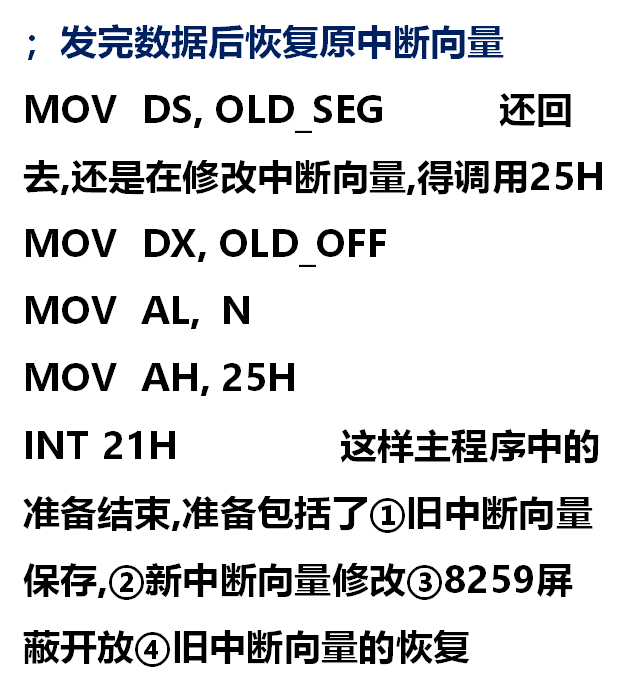 ；发完数据后恢复原中断向量
MOV DS, OLD_SEG 还回
去,还是在修改中断向量,得调用25H
MOV DX, OLD_OFF
MOV AL, N
MOV AH, 25H
INT 21H 这样主程序中的
准备结束,准备包括了①旧中断向量
保存,②新中断向量修改③8259屏
蔽开放④旧中断向量的恢复